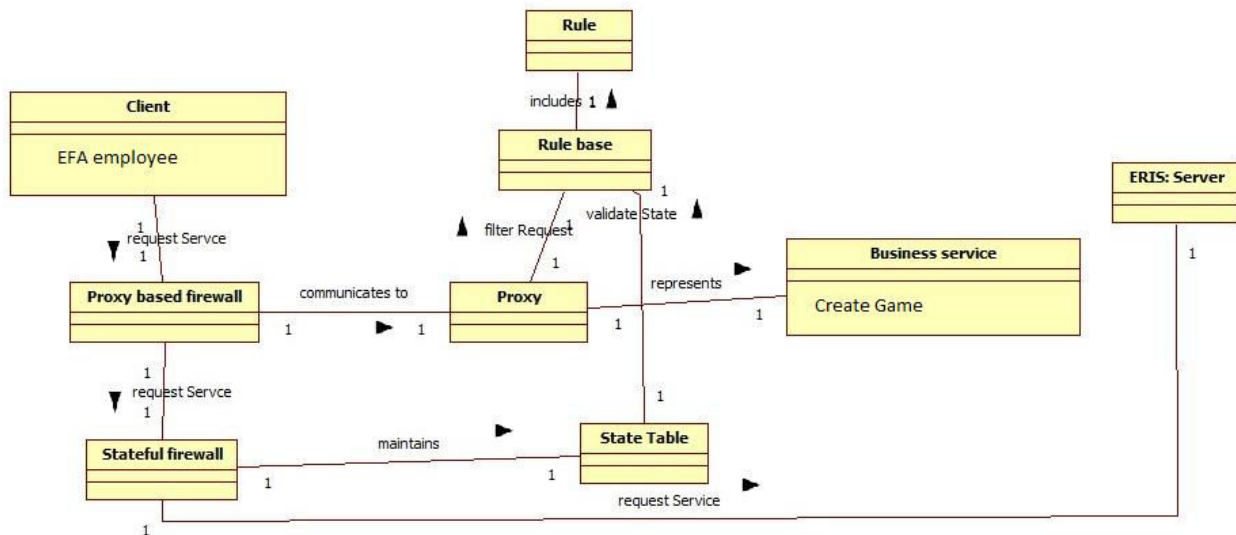 Rule
includes 1
Client
EFA employee
Rule base
ERIS: Server
1
validate State
1
filter Request
1
1
request Servce
1
1
Business service
Create Game
Proxy based firewall
communicates to
Proxy
1
represents
1
1
1
1
1
request Servce
1
1
State Table
Stateful firewall
maintains
1
1
request Service
1